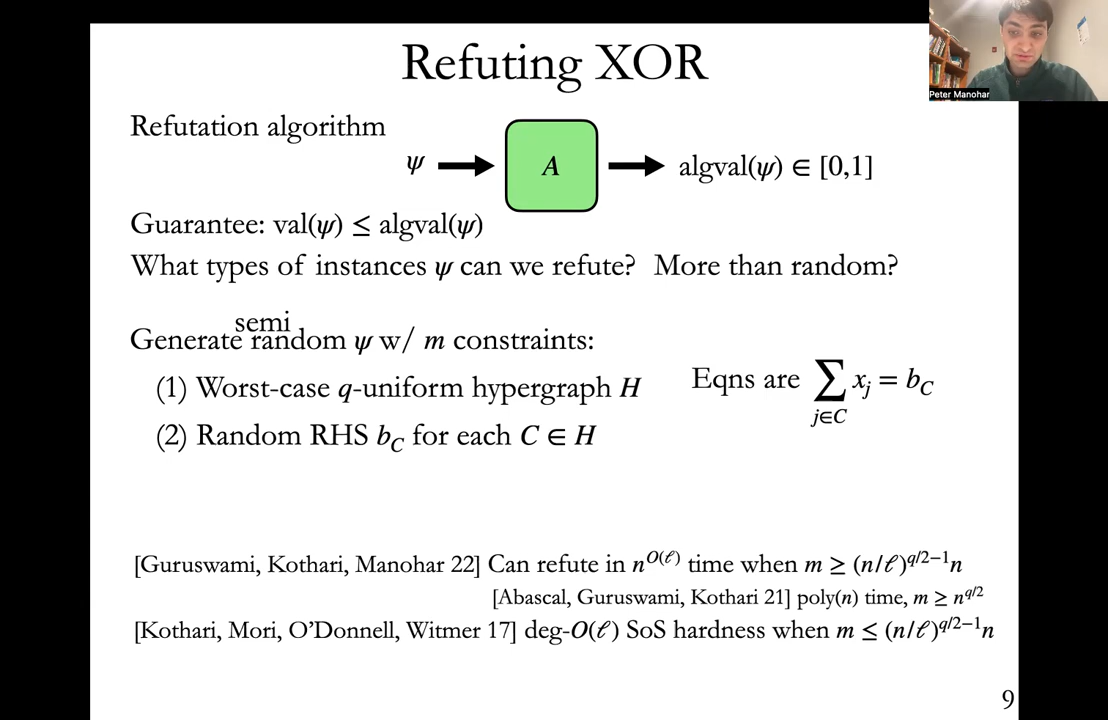 Refuting XOR
Peter Manohar
Refutation algorithm
ψ
A
algval(ψ) ∈ [0,1]
Guarantee: val(ψ) ≤ algval(ψ)
What types of instances ψ can we refute? More than random?
semi
Generate random ψ w/ m constraints:
(1) Worst-case q-uniform hypergraph H
(2) Random RHS b_C for each C ∈ H
Eqns are ∑_{j∈C} x_j = b_C
[Guruswami, Kothari, Manohar 22] Can refute in n^{O(ℓ)} time when m ≥ (n/ℓ)^{q/2−1}n
[Abascal, Guruswami, Kothari 21] poly(n) time, m ≥ n^{q/2}
[Kothari, Mori, O'Donnell, Witmer 17] deg-O(ℓ) SoS hardness when m ≤ (n/ℓ)^{q/2−1}n
9